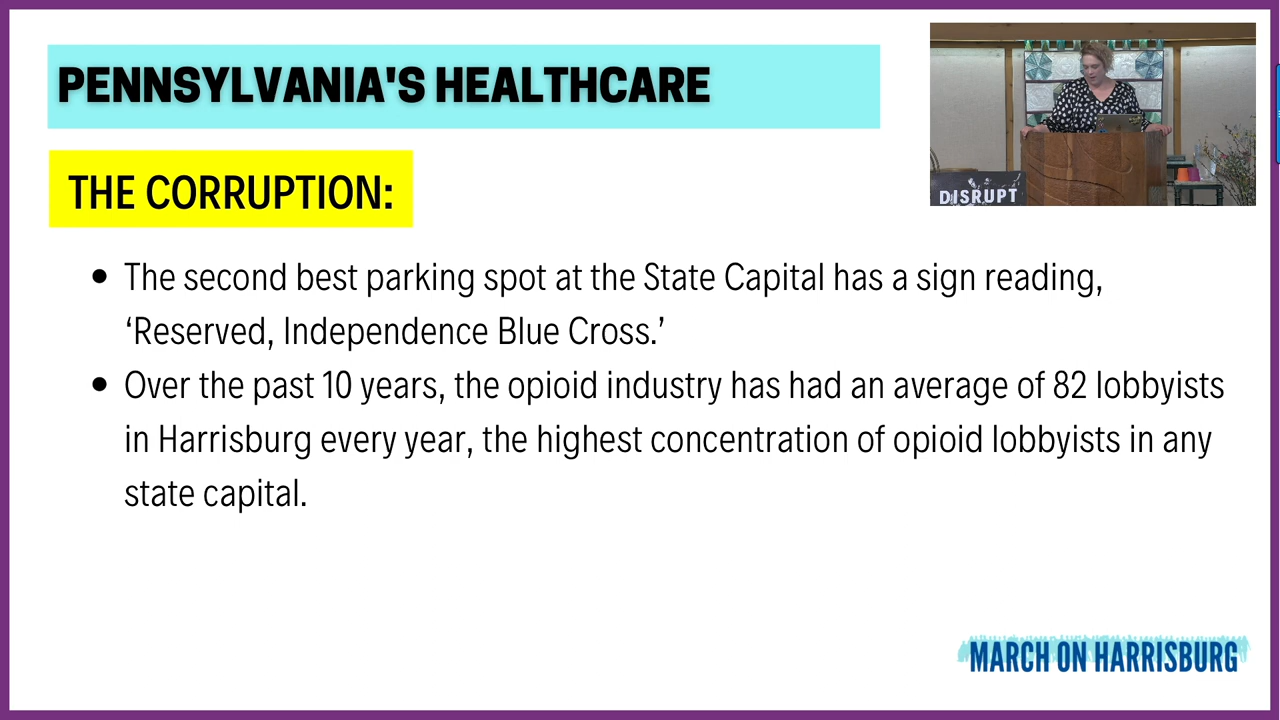 PENNSYLVANIA'S HEALTHCARE
THE CORRUPTION:
• The second best parking spot at the State Capital has a sign reading,
‘Reserved, Independence Blue Cross.’
• Over the past 10 years, the opioid industry has had an average of 82 lobbyists
in Harrisburg every year, the highest concentration of opioid lobbyists in any
state capital.
DISRUPT
MARCH ON HARRISBURG